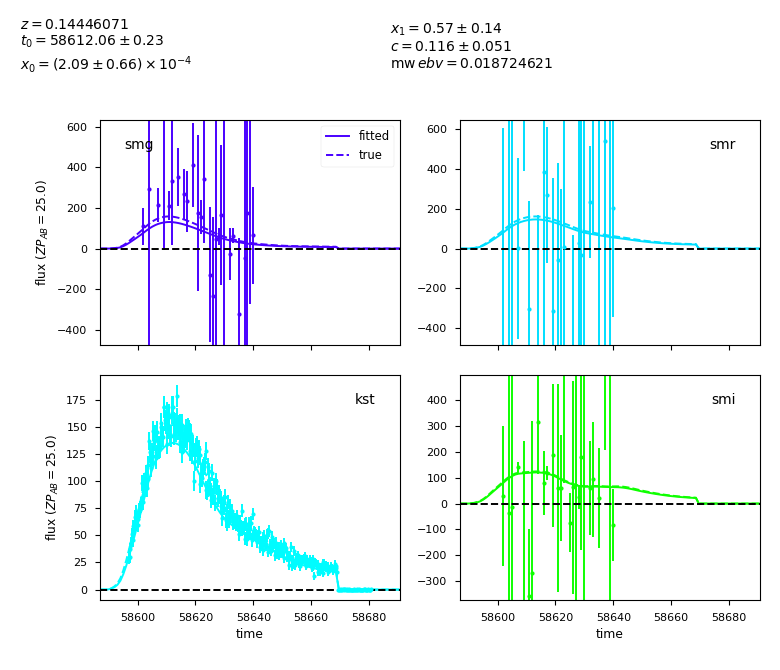 z = 0.14446071
t₀ = 58612.06 ± 0.23
x₀ = (2.09 ± 0.66) × 10⁻⁴
x₁ = 0.57 ± 0.14
c = 0.116 ± 0.051
mw ebv = 0.018724621
smg
fitted
true
600
400
200
0
−200
−400
flux (ZP_AB = 25.0)
smr
600
400
200
0
−200
−400
kst
175
150
125
100
75
50
25
0
flux (ZP_AB = 25.0)
58600 58620 58640 58660 58680
time
smi
400
300
200
100
0
−100
−200
−300
58600 58620 58640 58660 58680
time